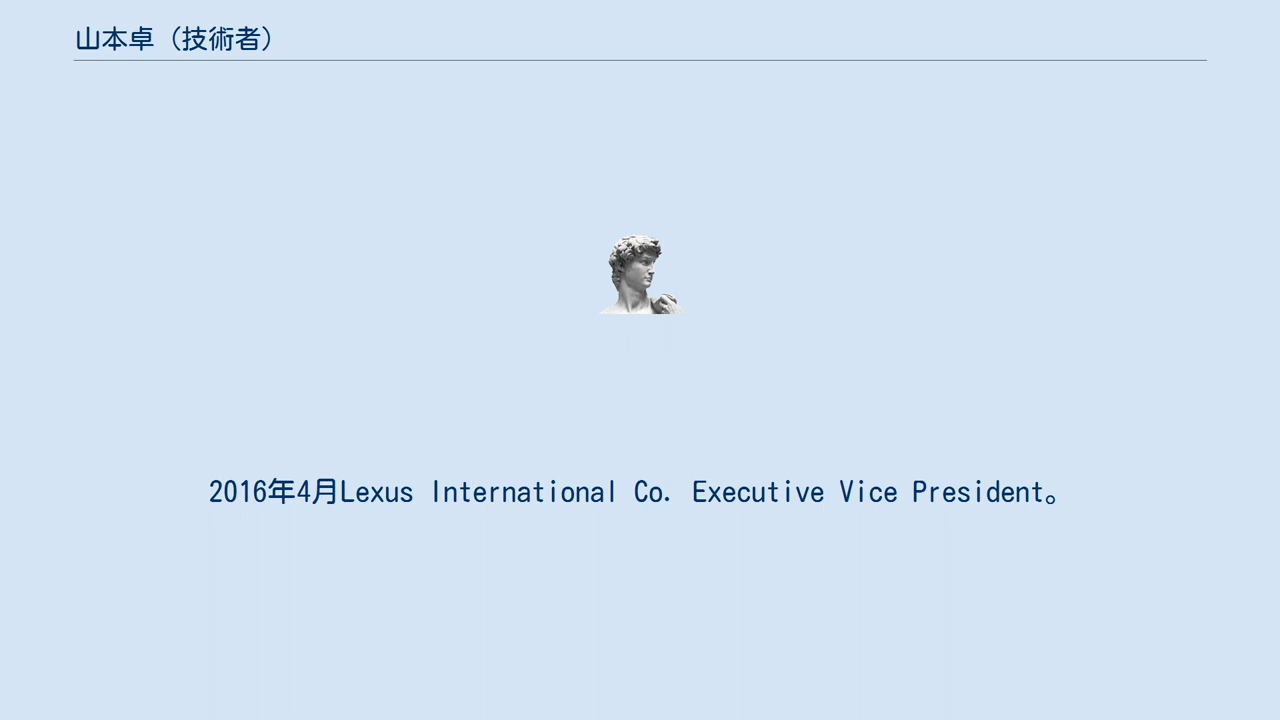 山本卓（技術者）
2016年4月Lexus International Co. Executive Vice President。